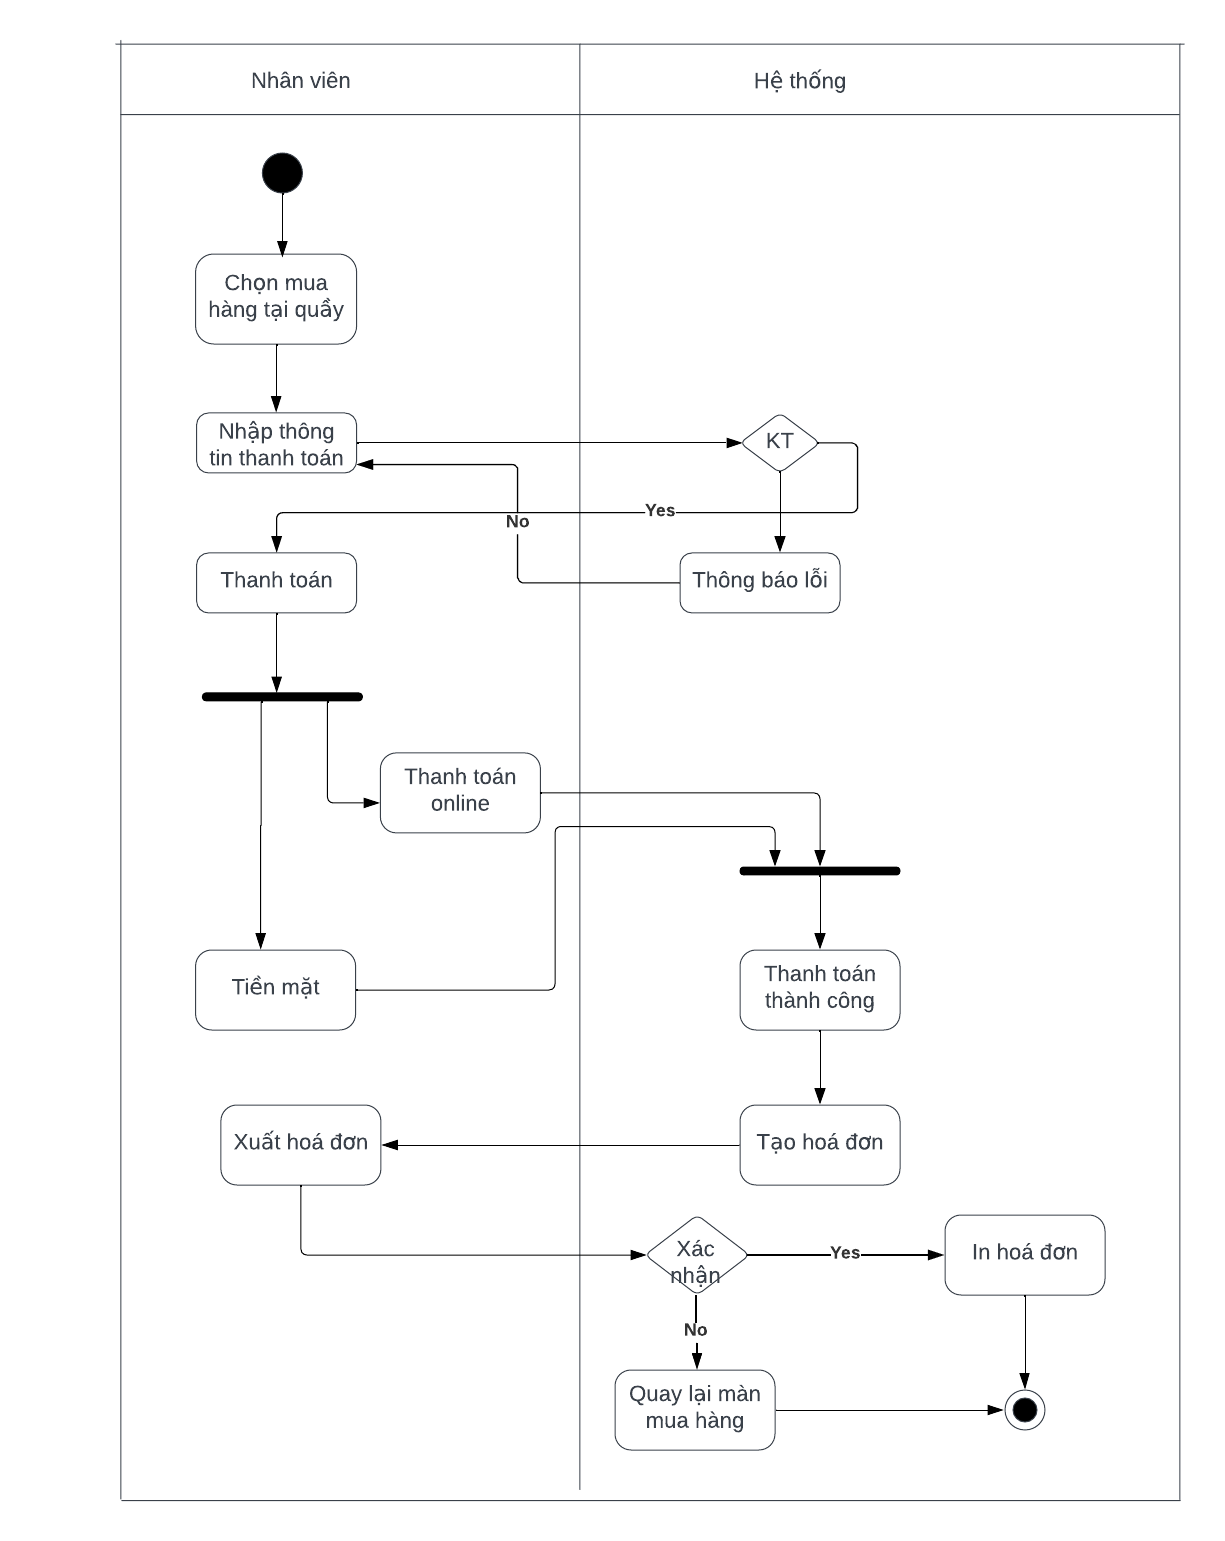 Nhân viên
Hệ thống
Chọn mua
hàng tại quầy
Nhập thông
tin thanh toán
KT
Yes
No
Thanh toán
Thông báo lỗi
Thanh toán
online
Tiền mặt
Thanh toán
thành công
Xuất hoá đơn
Tạo hoá đơn
Xác
nhận
Yes
In hoá đơn
No
Quay lại màn
mua hàng